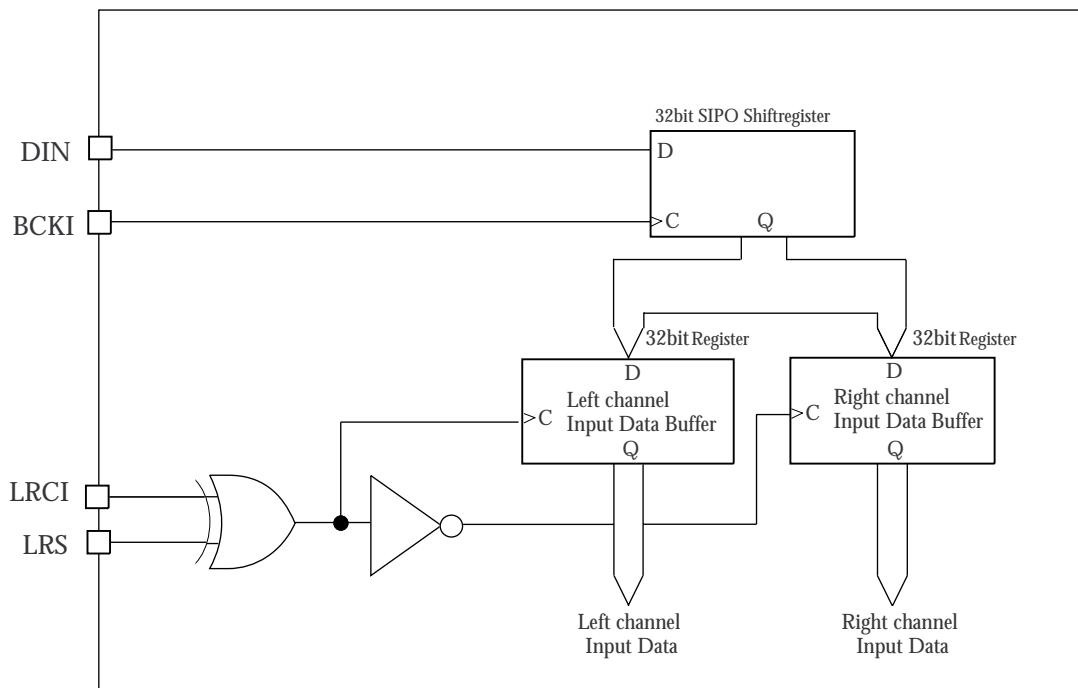 32bit SIPO Shiftregister
DIN
D
BCKI
C
Q
32bit Register
32bit Register
D
D
Left channel
Input Data Buffer
C
Q
Right channel
Input Data Buffer
C
Q
LRCI
LRS
Left channel
Input Data
Right channel
Input Data